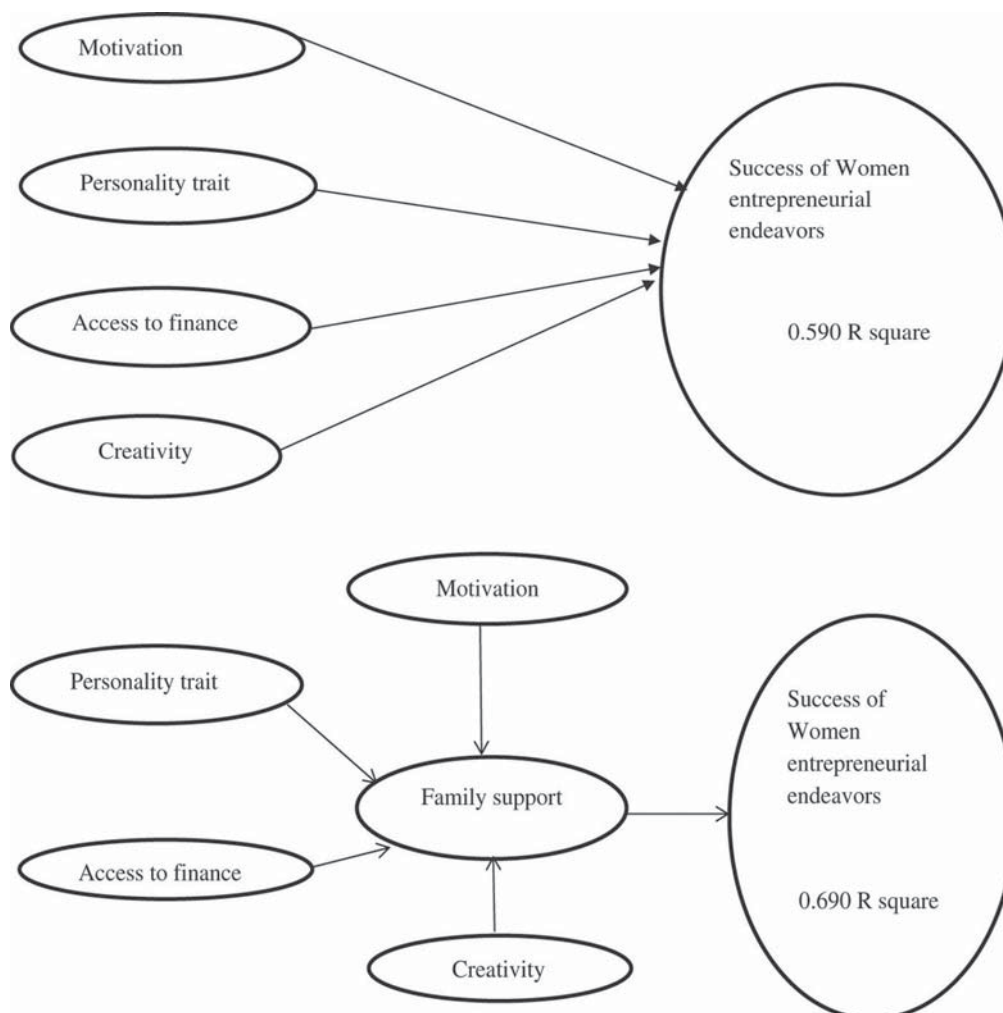 Motivation
Personality trait
Access to finance
Creativity
Success of Women
entrepreneurial
endeavors
0.590 R square
Motivation
Personality trait
Family support
Access to finance
Creativity
Success of
Women
entrepreneurial
endeavors
0.690 R square